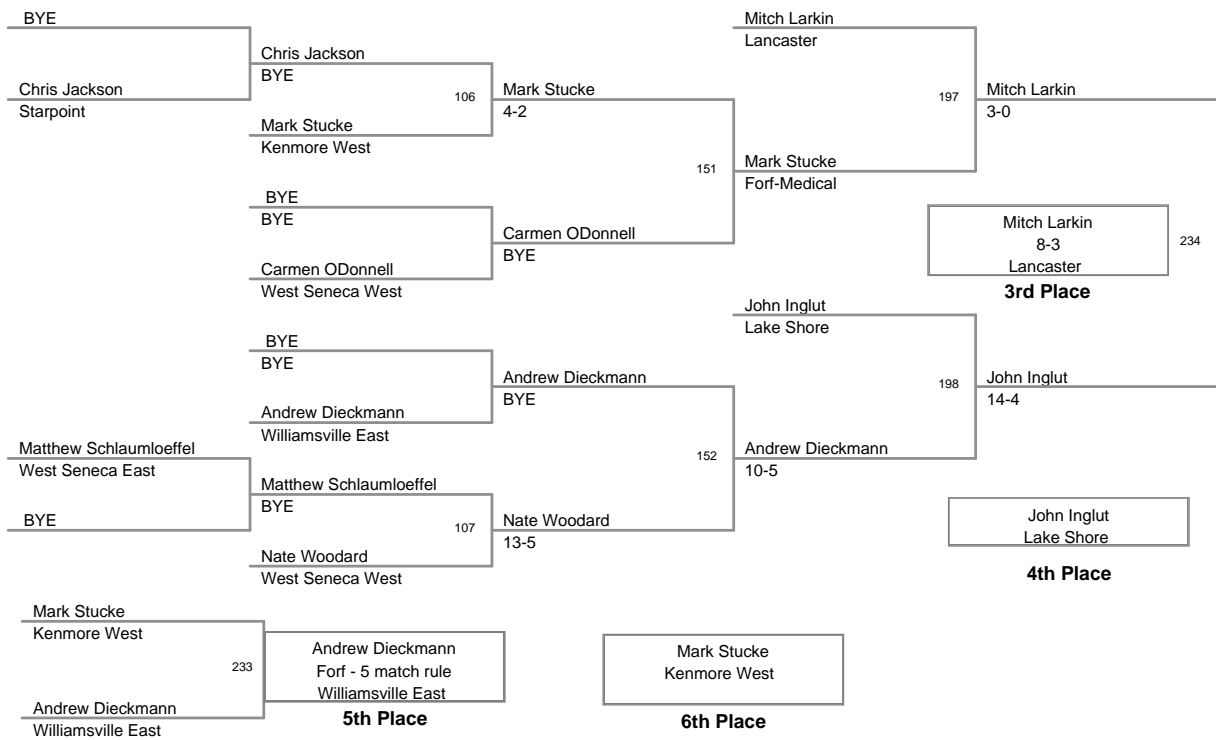 BYE
Chris Jackson
Starpoint
Chris Jackson
BYE
106
Mark Stucke
Kenmore West
Mark Stucke
4-2
BYE
BYE
Carmen ODonnell
West Seneca West
Carmen ODonnell
BYE
151
Mitch Larkin
Lancaster
Mark Stucke
Forf-Medical
197
Mitch Larkin
3-0
Mitch Larkin
8-3
Lancaster
234
3rd Place
BYE
BYE
Andrew Dieckmann
Williamsville East
Andrew Dieckmann
BYE
Matthew Schlaumloeffel
West Seneca East
BYE
Matthew Schlaumloeffel
BYE
107
Nate Woodard
West Seneca West
Nate Woodard
13-5
152
John Inglut
Lake Shore
Andrew Dieckmann
10-5
198
John Inglut
14-4
John Inglut
Lake Shore
4th Place
Mark Stucke
Kenmore West
233
Andrew Dieckmann
Williamsville East
Andrew Dieckmann
Forf - 5 match rule
Williamsville East
5th Place
Mark Stucke
Kenmore West
6th Place